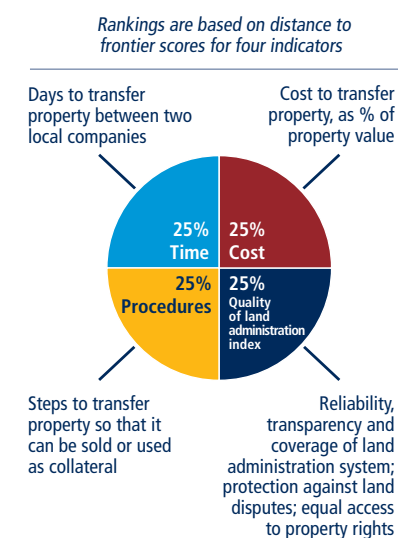 Rankings are based on distance to
frontier scores for four indicators
Days to transfer
property between two
local companies
Cost to transfer
property, as % of
property value
25%
Time
25%
Cost
25%
Procedures
25%
Quality
of land
administration
index
Steps to transfer
property so that it
can be sold or used
as collateral
Reliability,
transparency and
coverage of land
administration system;
protection against land
disputes; equal access
to property rights